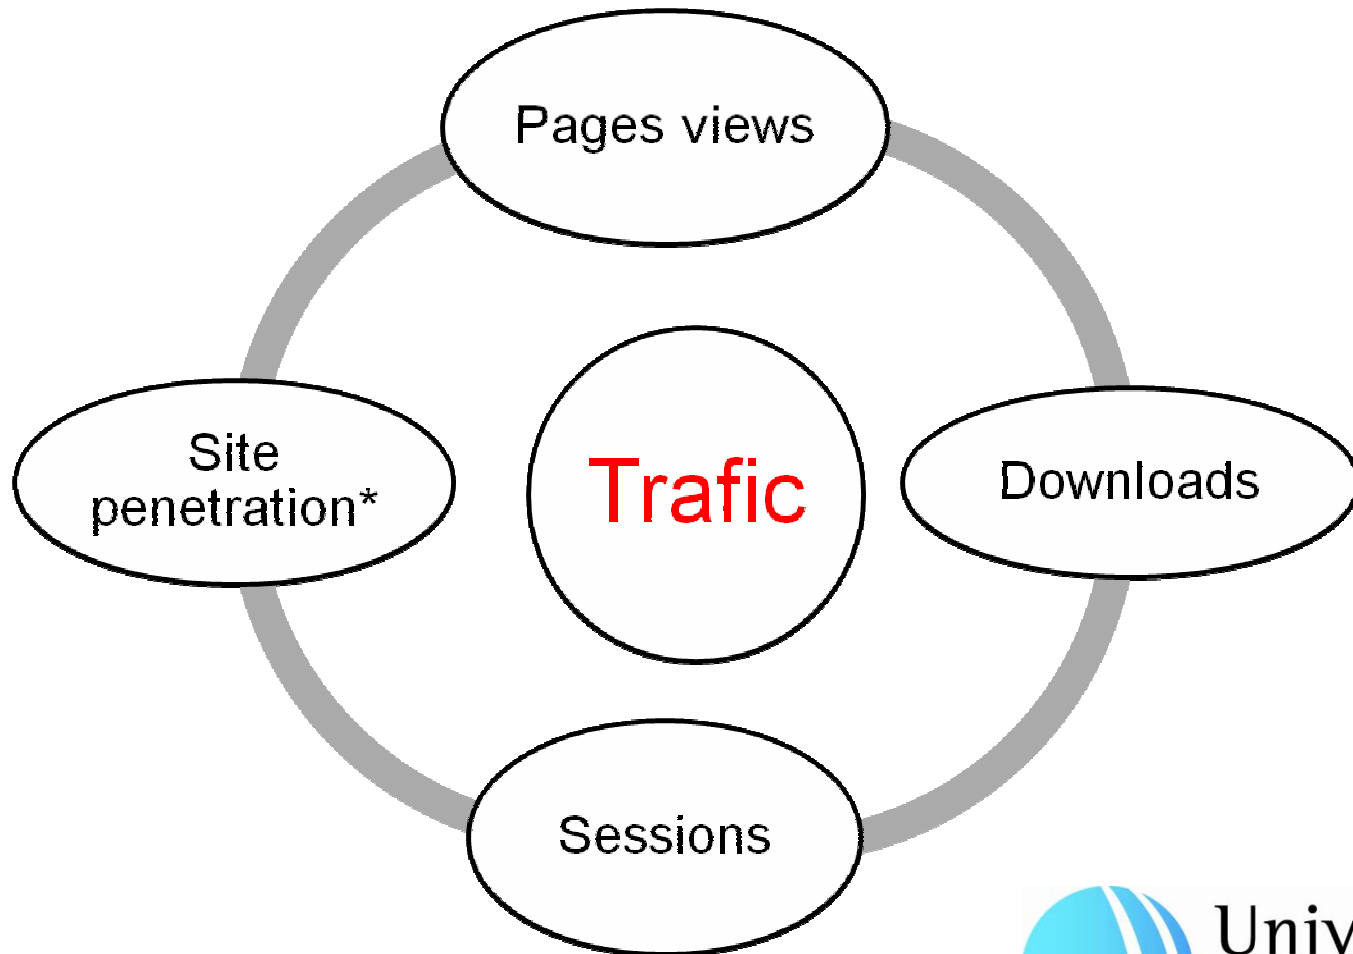 Pages views
Site
penetration*
Trafic
Downloads
Sessions